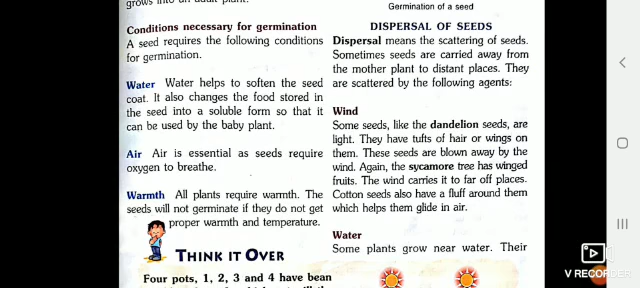 grows into an adult plant.
Conditions necessary for germination
A seed requires the following conditions
for germination.
Water Water helps to soften the seed
coat. It also changes the food stored in
the seed into a soluble form so that it
can be used by the baby plant.
Air Air is essential as seeds require
oxygen to breathe.
Warmth All plants require warmth. The
seeds will not germinate if they do not get
proper warmth and temperature.
THINK IT OVER
Four pots, 1, 2, 3 and 4 have bean
Germination of a seed
DISPERSAL OF SEEDS
Dispersal means the scattering of seeds.
Sometimes seeds are carried away from
the mother plant to distant places. They
are scattered by the following agents:
Wind
Some seeds, like the dandelion seeds, are
light. They have tufts of hair or wings on
them. These seeds are blown away by the
wind. Again, the sycamore tree has winged
fruits. The wind carries it to far off places.
Cotton seeds also have a fluff around them
which helps them glide in air.
Water
Some plants grow near water. Their
V RECORDER